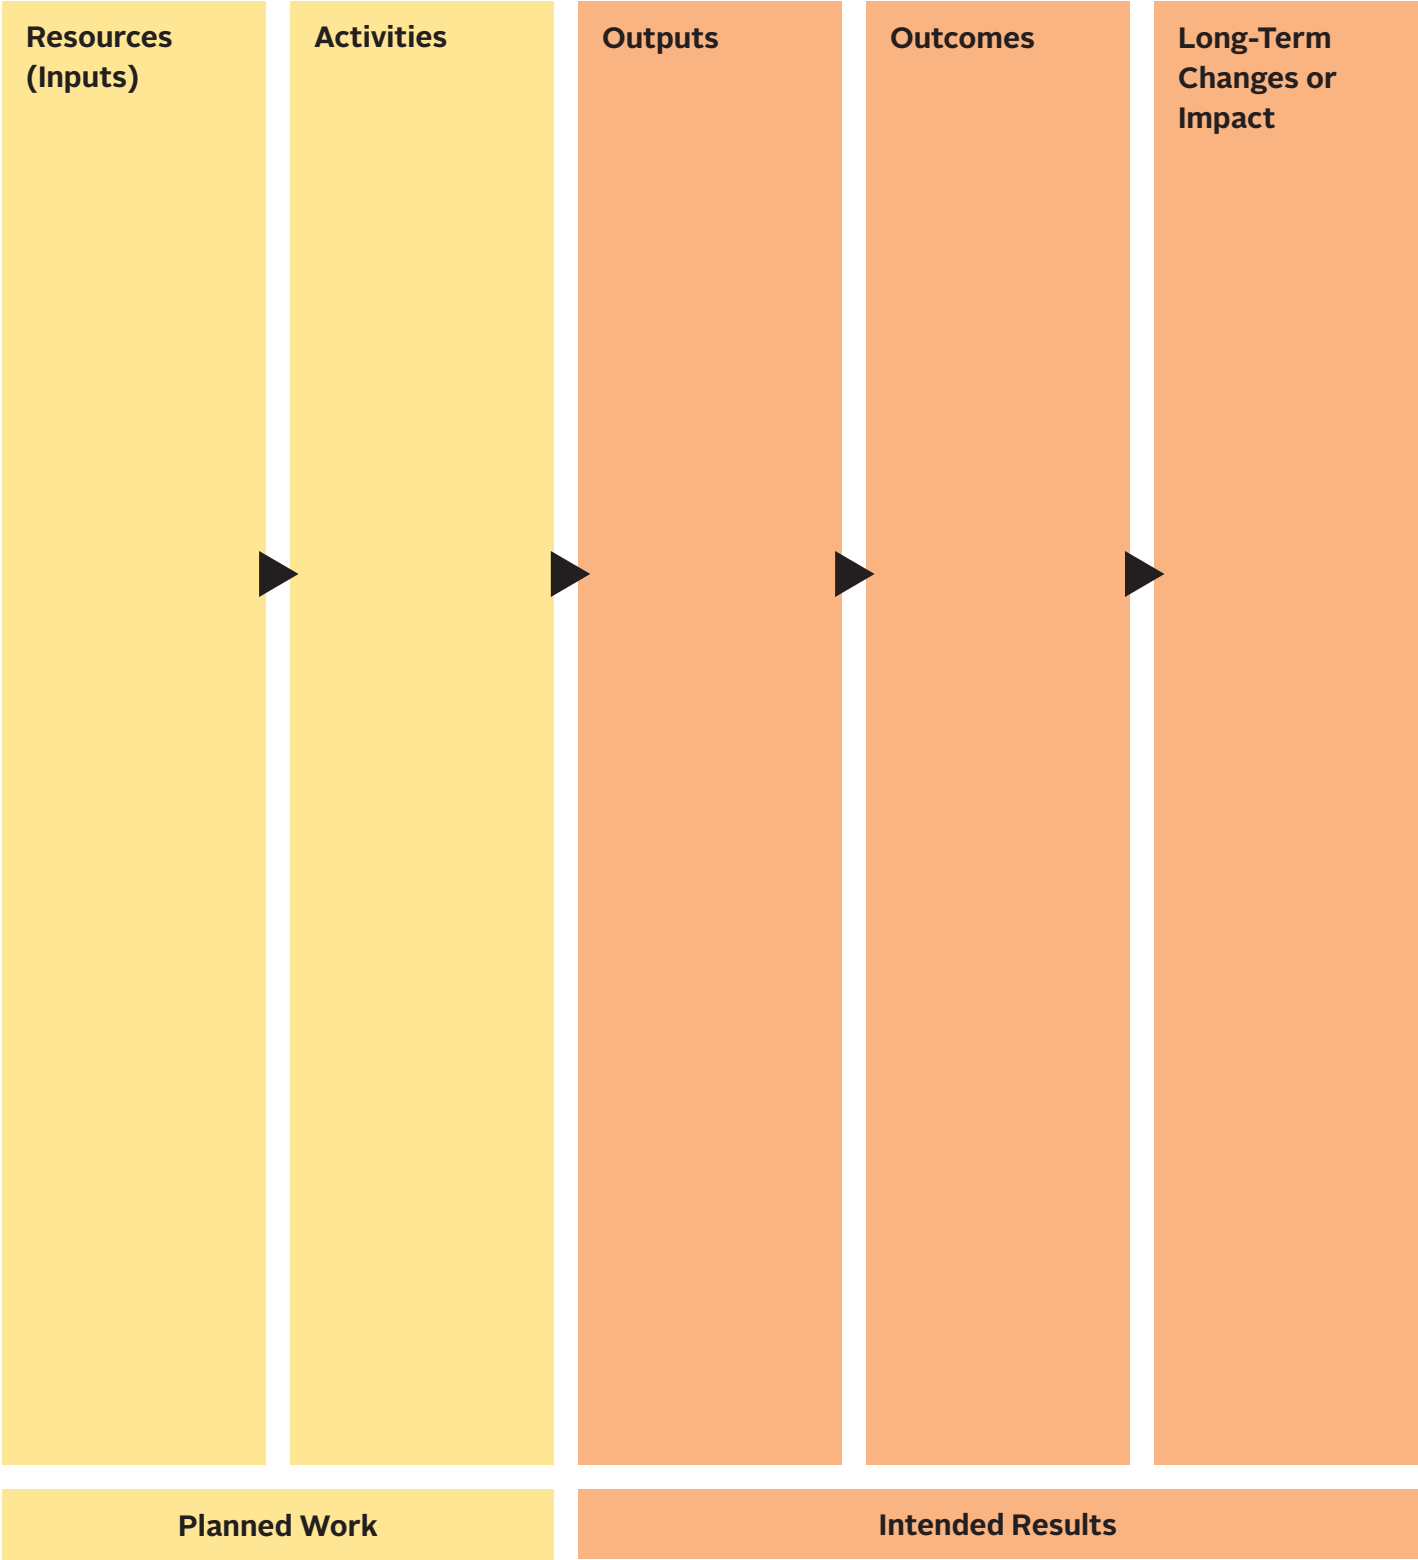 Resources
(Inputs)
Activities
Outputs
Outcomes
Long-Term
Changes or
Impact
Planned Work
Intended Results